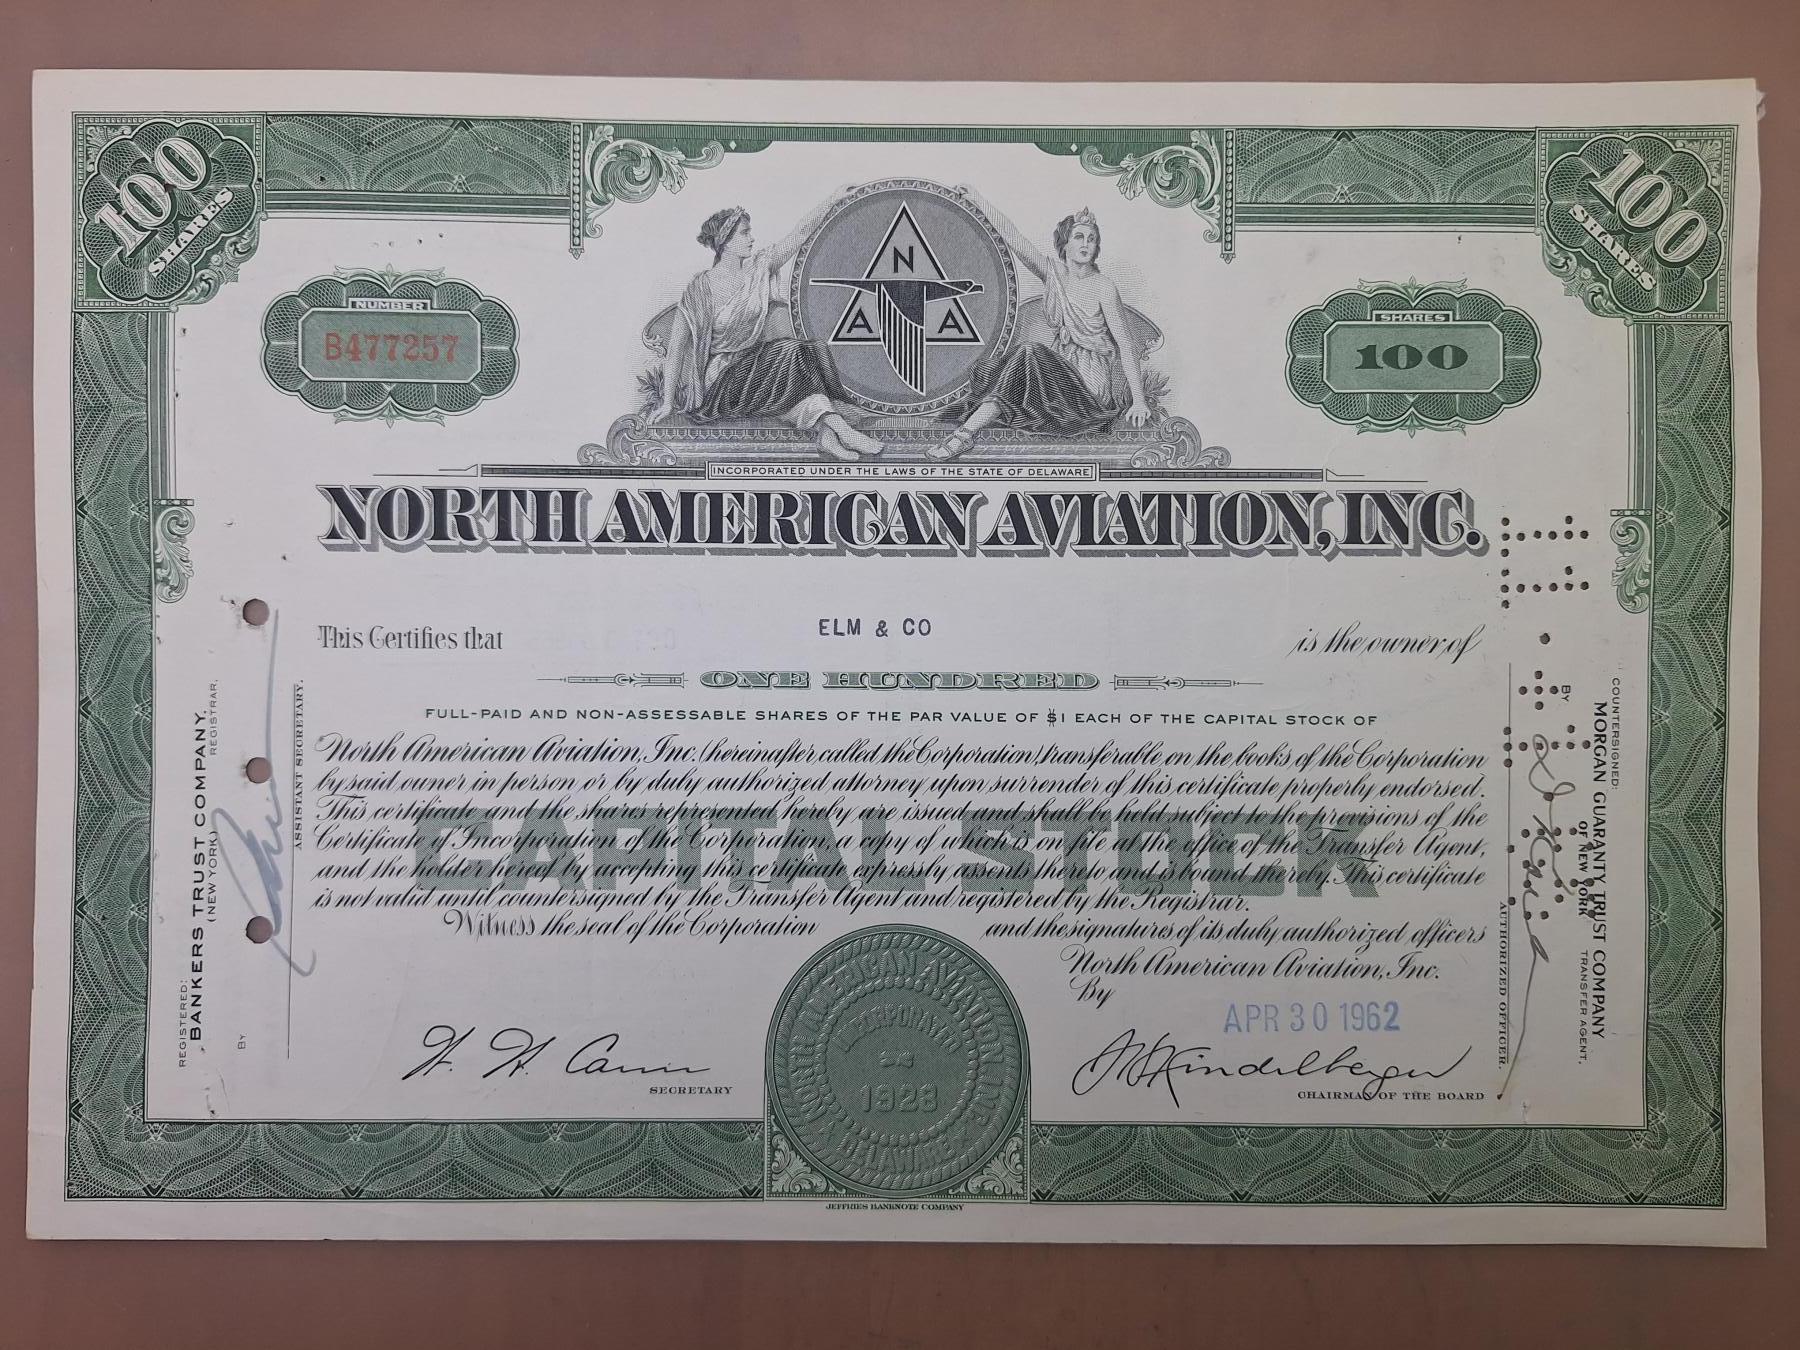 100
SHARES
100
SHARES
N
A A
NUMBER
B477257
SHARES
100
INCORPORATED UNDER THE LAWS OF THE STATE OF DELAWARE
NORTH AMERICAN AVIATION, INC.
This Certifies that ELM & CO is the owner of
ONE HUNDRED
FULL-PAID AND NON-ASSESSABLE SHARES OF THE PAR VALUE OF $1 EACH OF THE CAPITAL STOCK OF
North American Aviation, Inc. (hereinafter called the Corporation) transferable on the books of the Corporation
by said owner in person or by duly authorized attorney upon surrender of this certificate properly endorsed.
This certificate and the shares represented hereby are issued and shall be held subject to the provisions of the
Certificate of Incorporation of the Corporation, a copy of which is on file at the office of the Transfer Agent,
and the holder hereof by accepting this certificate expressly assents thereto and is bound thereby. This certificate
is not valid until countersigned by the Transfer Agent and registered by the Registrar.
CAPITAL STOCK
Witness the seal of the Corporation and the signatures of its duly authorized officers
North American Aviation, Inc.
By
APR 30 1962
SECRETARY
J H Kindelberger
CHAIRMAN OF THE BOARD
NORTH AMERICAN AVIATION, INC.
INCORPORATED
1928
DELAWARE
JEFFRIES BANKNOTE COMPANY
REGISTERED:
BANKERS TRUST COMPANY,
(NEW YORK) REGISTRAR.
BY
ASSISTANT SECRETARY.
COUNTERSIGNED:
MORGAN GUARANTY TRUST COMPANY
OF NEW YORK TRANSFER AGENT,
BY
AUTHORIZED OFFICER.